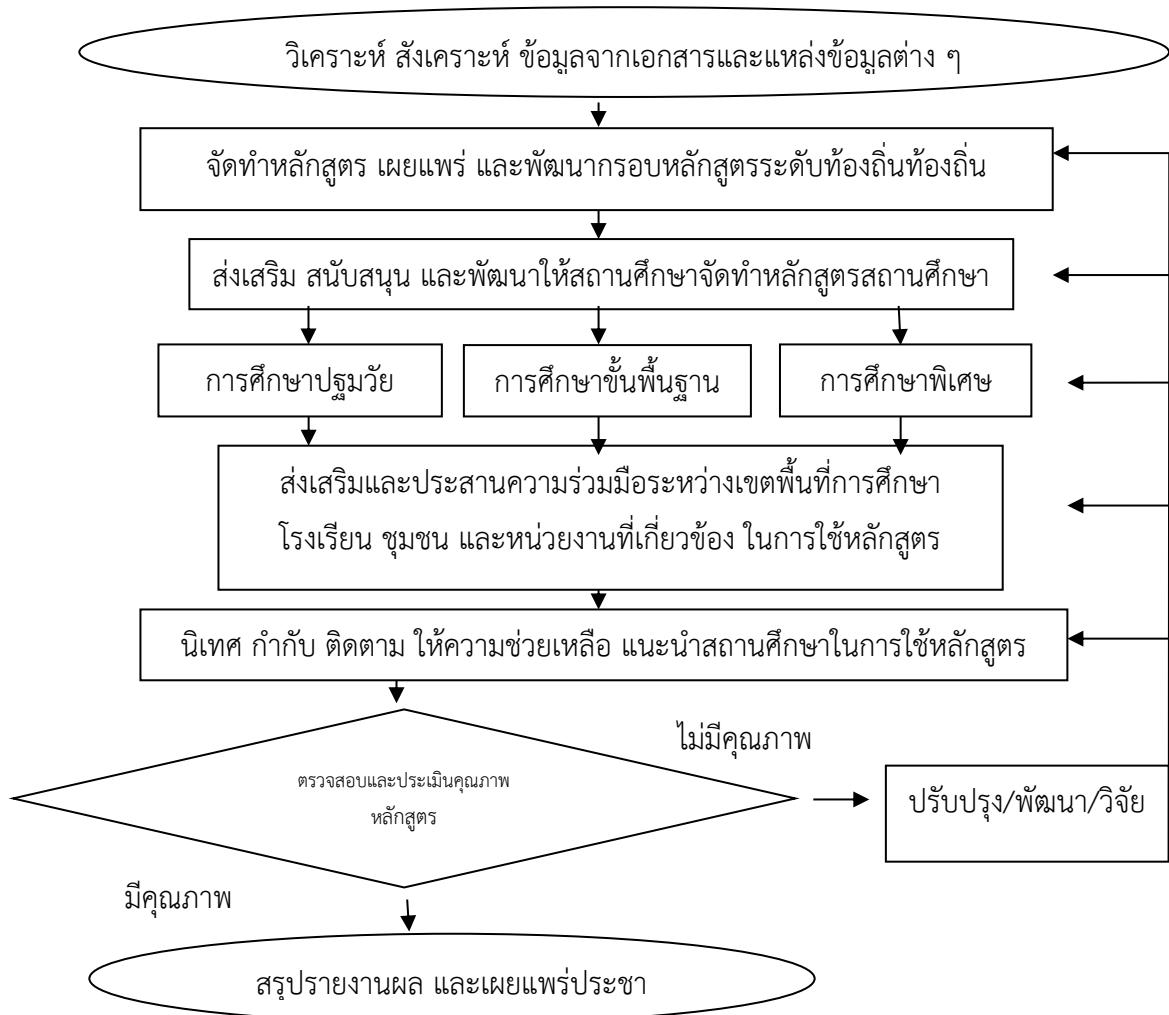 วิเคราะห์ สังเคราะห์ ข้อมูลจากเอกสารและแหล่งข้อมูลต่าง ๆ
จัดทำหลักสูตร เผยแพร่ และพัฒนากรอบหลักสูตรระดับท้องถิ่นท้องถิ่น
ส่งเสริม สนับสนุน และพัฒนาให้สถานศึกษาจัดทำหลักสูตรสถานศึกษา
การศึกษาปฐมวัย
การศึกษาขั้นพื้นฐาน
การศึกษาพิเศษ
ส่งเสริมและประสานความร่วมมือระหว่างเขตพื้นที่การศึกษา
โรงเรียน ชุมชน และหน่วยงานที่เกี่ยวข้อง ในการใช้หลักสูตร
นิเทศ กำกับ ติดตาม ให้ความช่วยเหลือ แนะนำสถานศึกษาในการใช้หลักสูตร
ไม่มีคุณภาพ
ตรวจสอบและประเมินคุณภาพ
หลักสูตร
ปรับปรุง/พัฒนา/วิจัย
มีคุณภาพ
สรุปรายงานผล และเผยแพร่ประชา